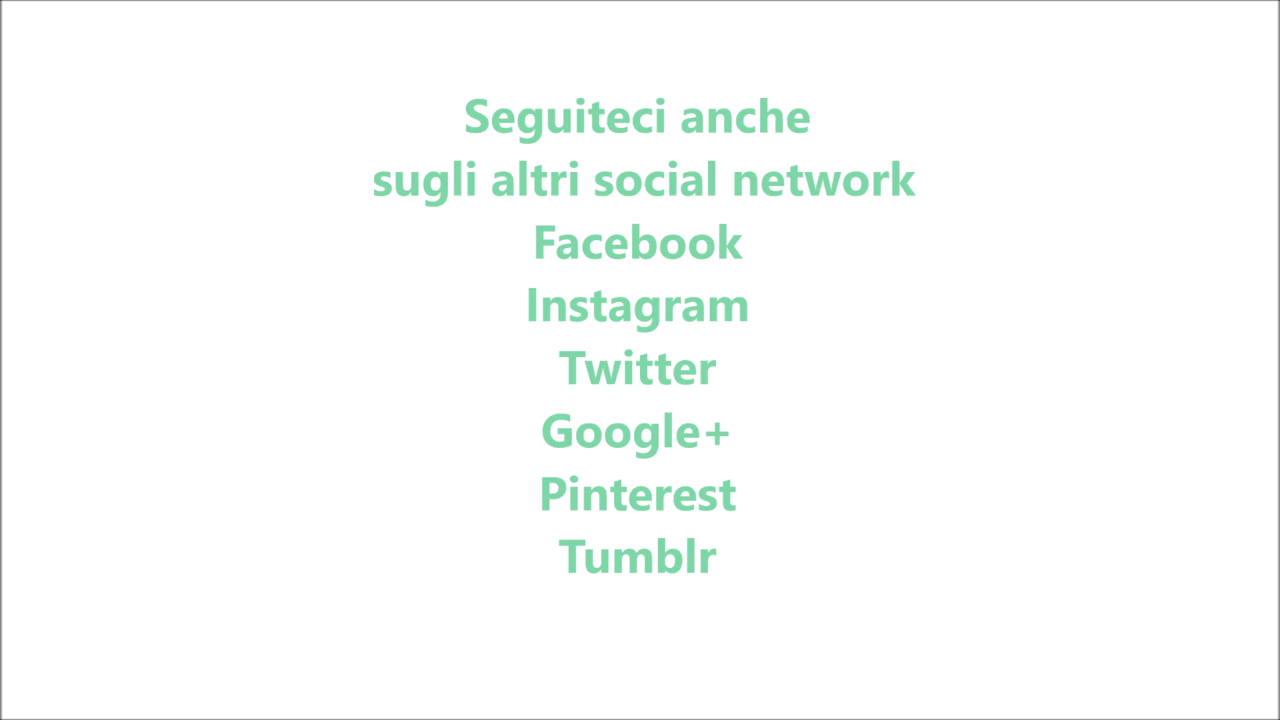 Seguiteci anche
sugli altri social network
Facebook
Instagram
Twitter
Google+
Pinterest
Tumblr